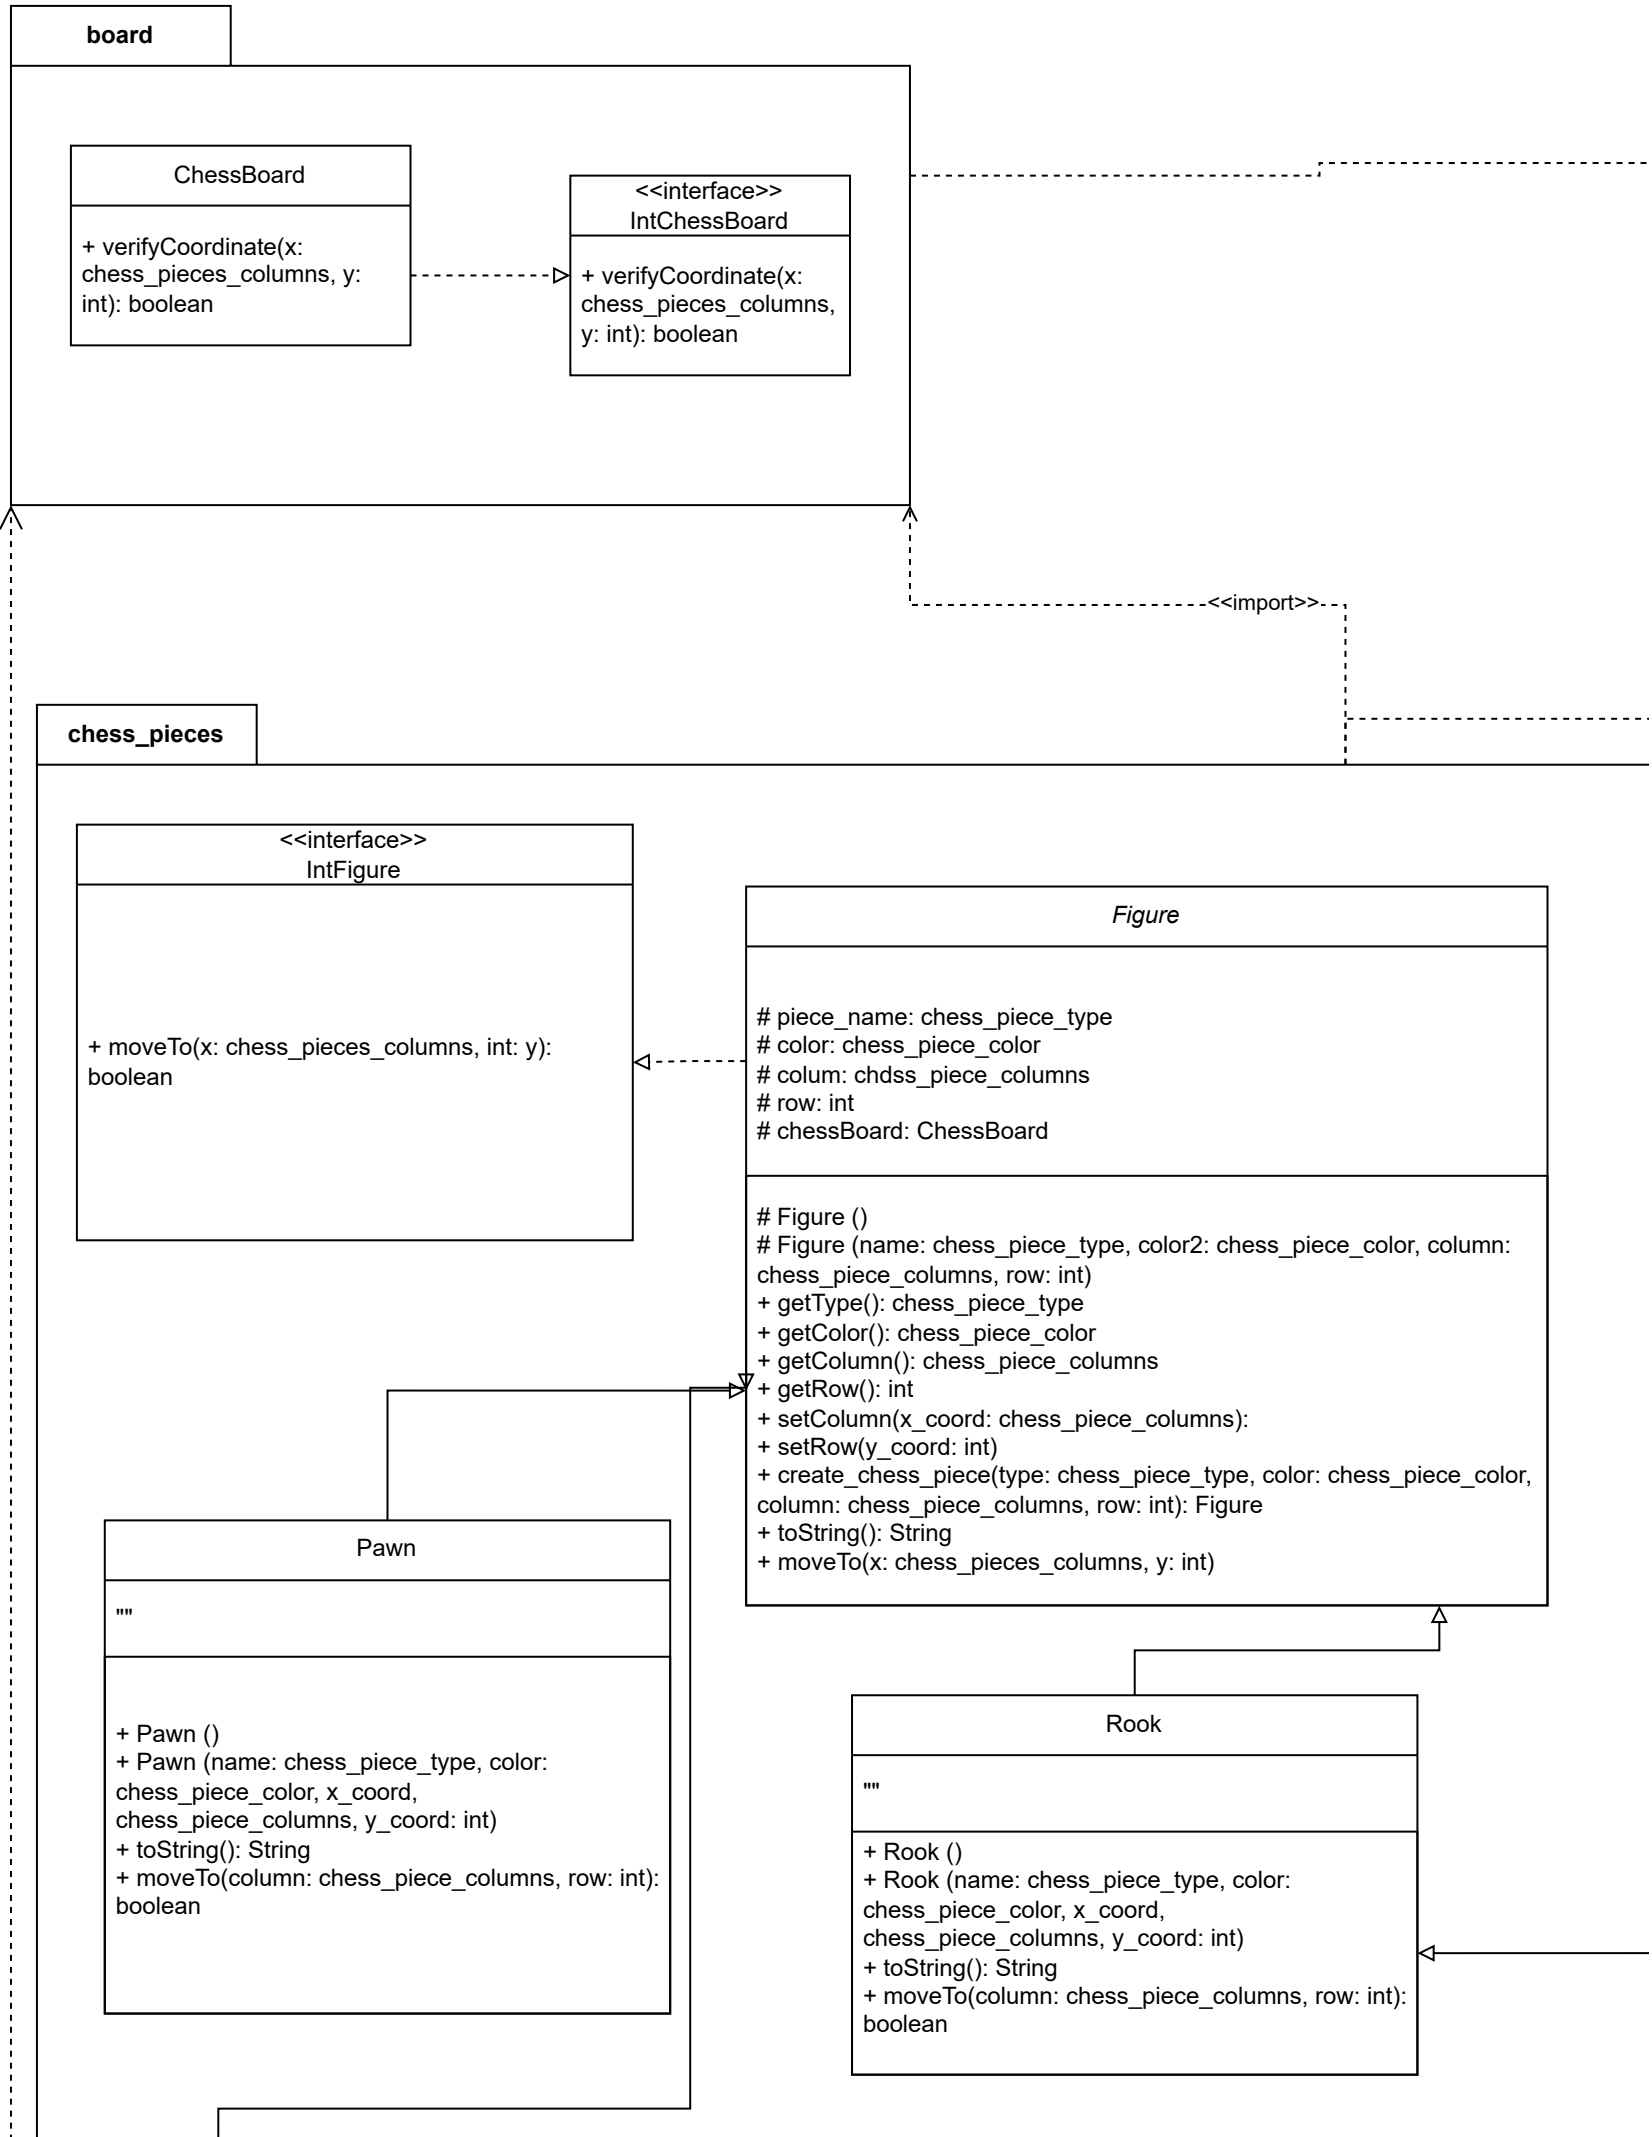 board
ChessBoard
+ verifyCoordinate(x:
chess_pieces_columns, y:
int): boolean
<<interface>>
IntChessBoard
+ verifyCoordinate(x:
chess_pieces_columns,
y: int): boolean
<<import>>
chess_pieces
<<interface>>
IntFigure
+ moveTo(x: chess_pieces_columns, int: y):
boolean
Figure
# piece_name: chess_piece_type
# color: chess_piece_color
# colum: chdss_piece_columns
# row: int
# chessBoard: ChessBoard
# Figure ()
# Figure (name: chess_piece_type, color2: chess_piece_color, column:
chess_piece_columns, row: int)
+ getType(): chess_piece_type
+ getColor(): chess_piece_color
+ getColumn(): chess_piece_columns
+ getRow(): int
+ setColumn(x_coord: chess_piece_columns):
+ setRow(y_coord: int)
+ create_chess_piece(type: chess_piece_type, color: chess_piece_color,
column: chess_piece_columns, row: int): Figure
+ toString(): String
+ moveTo(x: chess_pieces_columns, y: int)
Pawn
""
+ Pawn ()
+ Pawn (name: chess_piece_type, color:
chess_piece_color, x_coord,
chess_piece_columns, y_coord: int)
+ toString(): String
+ moveTo(column: chess_piece_columns, row: int):
boolean
Rook
""
+ Rook ()
+ Rook (name: chess_piece_type, color:
chess_piece_color, x_coord,
chess_piece_columns, y_coord: int)
+ toString(): String
+ moveTo(column: chess_piece_columns, row: int):
boolean